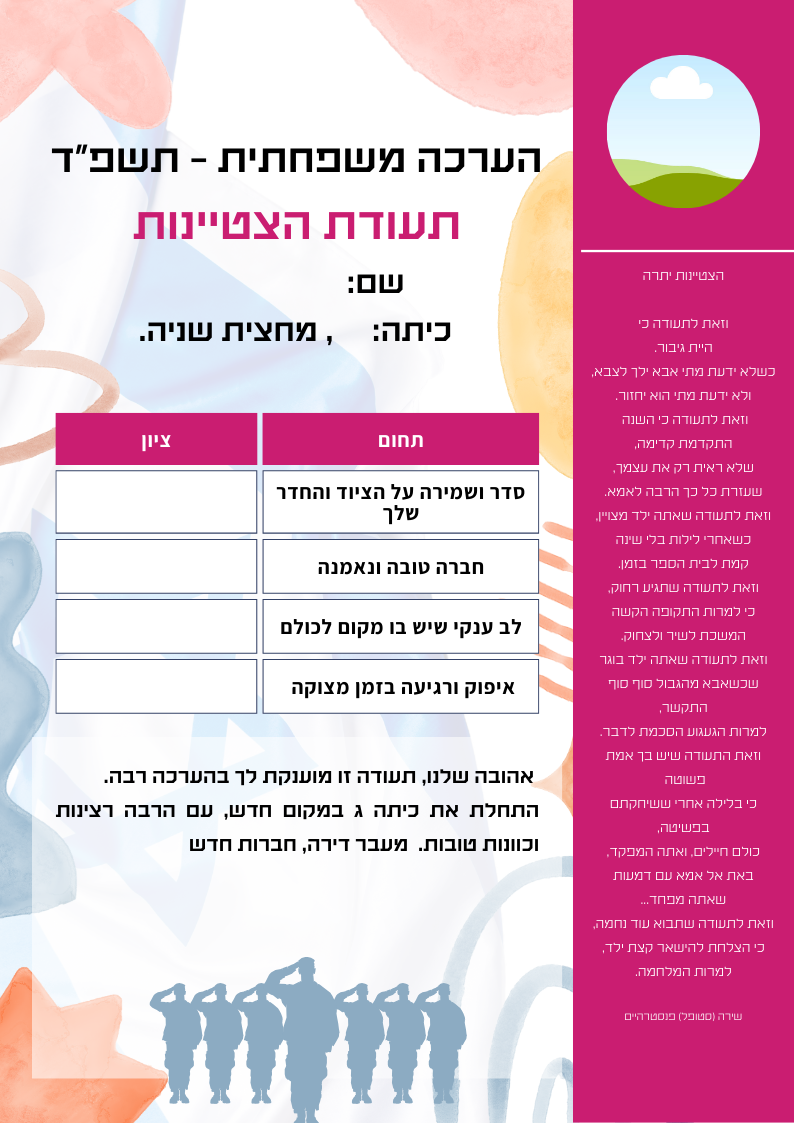 הערכה משפחתית - תשפ"ד
תעודת הצטיינות
שם:
כיתה: , מחצית שניה.
תחום ציון
סדר ושמירה על הציוד והחדר
שלך
חברה טובה ונאמנה
לב ענקי שיש בו מקום לכולם
איפוק ורגיעה בזמן מצוקה
אהובה שלנו, תעודה זו מוענקת לך בהערכה רבה.
התחלת את כיתה ג במקום חדש, עם הרבה רצינות
וכוונות טובות. מעבר דירה, חברות חדש
הצטיינות יתרה
וזאת לתעודה כי
היית גיבור.
כשלא ידעת מתי אבא ילך לצבא,
ולא ידעת מתי הוא יחזור.
וזאת לתעודה כי השנה
התקדמת קדימה,
שלא ראית רק את עצמך,
שעזרת כל כך הרבה לאמא.
וזאת לתעודה שאתה ילד מצויין,
כשאחרי לילות בלי שינה
קמת לבית הספר בזמן.
וזאת לתעודה שתגיע רחוק,
כי למרות התקופה הקשה
המשכת לשיר ולצחוק.
וזאת לתעודה שאתה ילד בוגר
שכשאבא מהגבול סוף סוף
התקשר,
למרות הגעגוע הסכמת לדבר.
וזאת התעודה שיש בך אמת
פשוטה
כי בלילה אחרי ששיחקתם
בפשיטה,
כולם חיילים, ואתה המפקד,
באת אל אמא עם דמעות
שאתה מפחד...
וזאת לתעודה שתבוא עוד נחמה,
כי הצלחת להישאר קצת ילד,
למרות המלחמה.
שירה (סטופל) פנסטרהיים